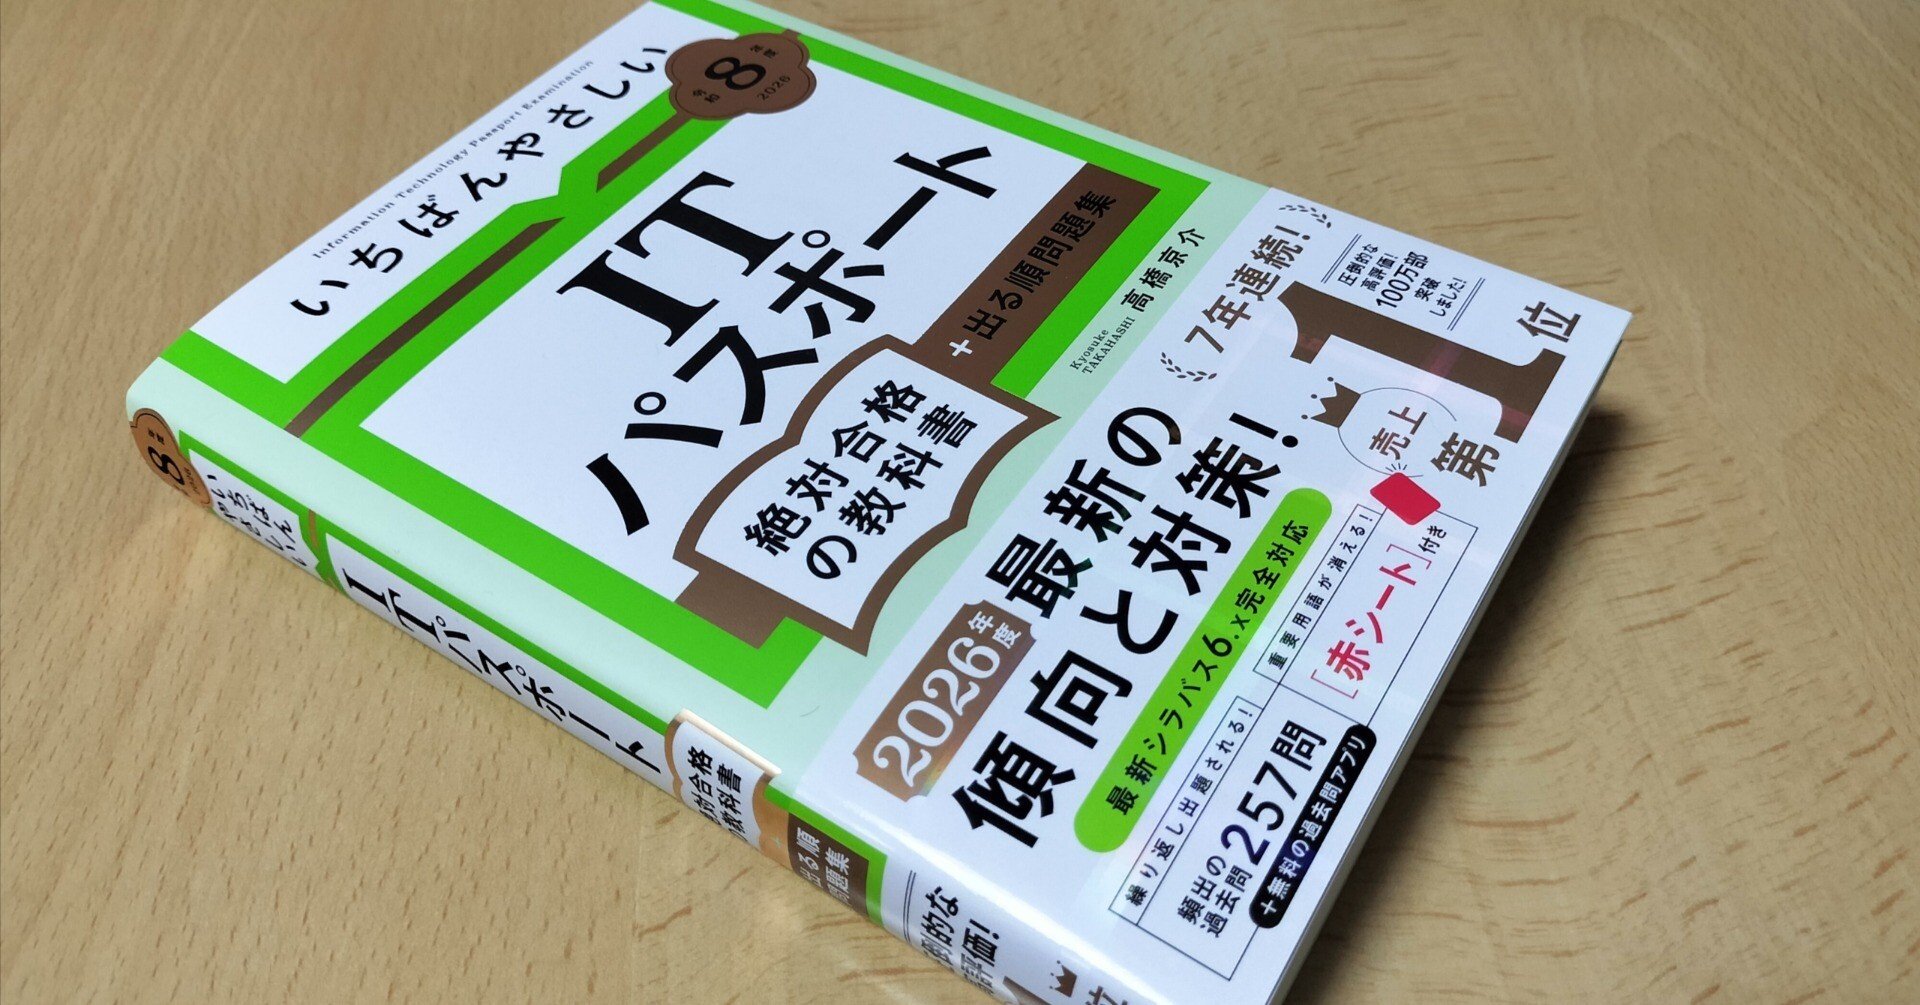 Information Technology Passport Examination
いちばんやさしい
令和
8
年度
2026
IT
パスポート
絶対合格
の教科書
+出る順問題集
Kyosuke
TAKAHASHI
高橋京介
7年連続!
圧倒的な
高評価!
100万部
突破
しました!
売上
第1位
2026年度
最新の
傾向と対策!
最新シラバス6.x完全対応
重要用語が消える!
[赤シート]付き
繰り返し出題される!
頻出の
過去問257問
+無料の過去問アプリ
8
年度
2026
いちばん
やさしい
ITパスポート
絶対合格
の教科書
出る順
問題集
圧倒的な
評価!
位